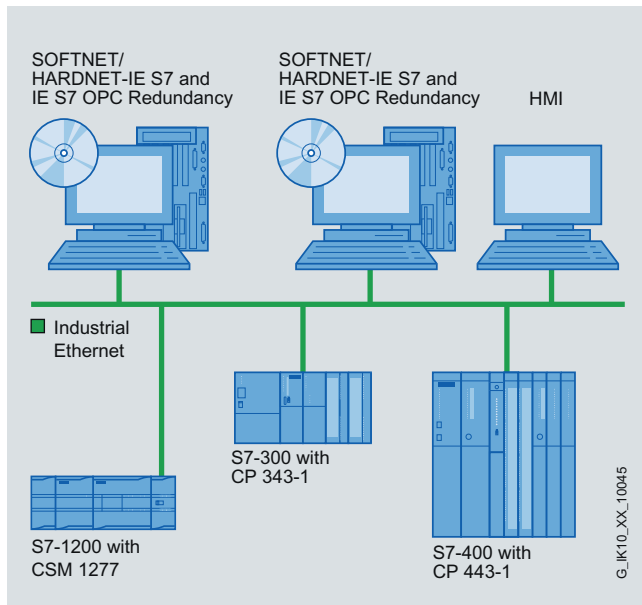 SOFTNET/
HARDNET-IE S7 and
IE S7 OPC Redundancy
SOFTNET/
HARDNET-IE S7 and
IE S7 OPC Redundancy
HMI
Industrial
Ethernet
S7-300 with
CP 343-1
S7-1200 with
CSM 1277
S7-400 with
CP 443-1
G_IK10_XX_10045